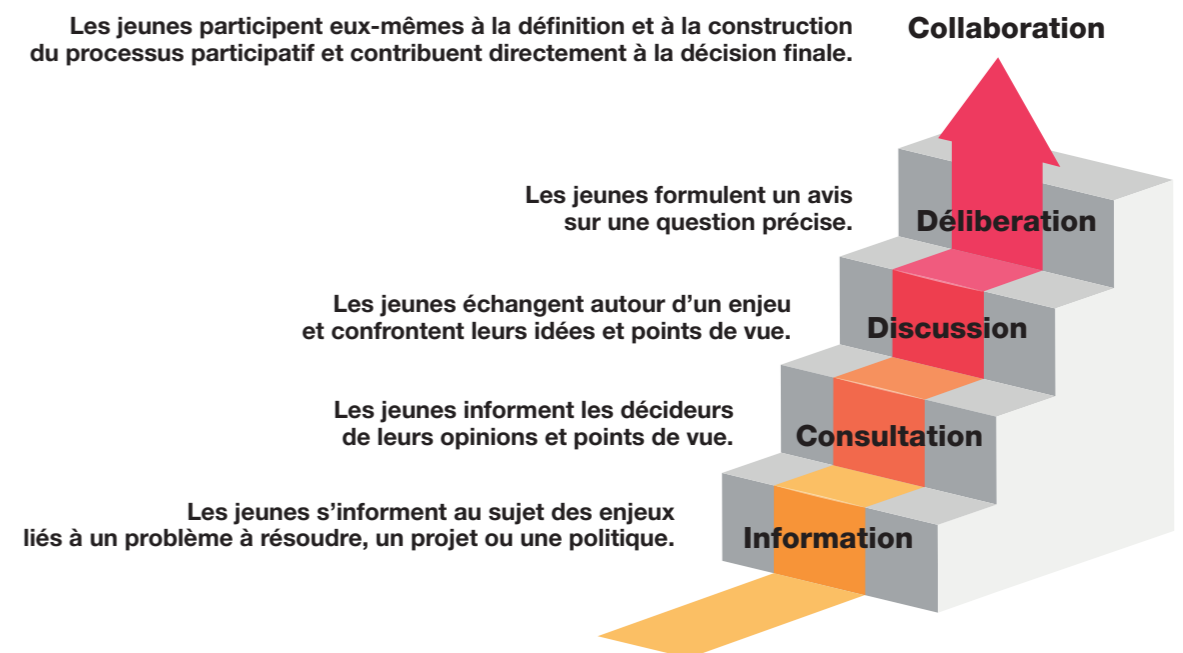 Les jeunes participent eux-mêmes à la définition et à la construction
du processus participatif et contribuent directement à la décision finale.
Collaboration
Les jeunes formulent un avis
sur une question précise.
Déliberation
Les jeunes échangent autour d’un enjeu
et confrontent leurs idées et points de vue.
Discussion
Les jeunes informent les décideurs
de leurs opinions et points de vue.
Consultation
Les jeunes s’informent au sujet des enjeux
liés à un problème à résoudre, un projet ou une politique.
Information